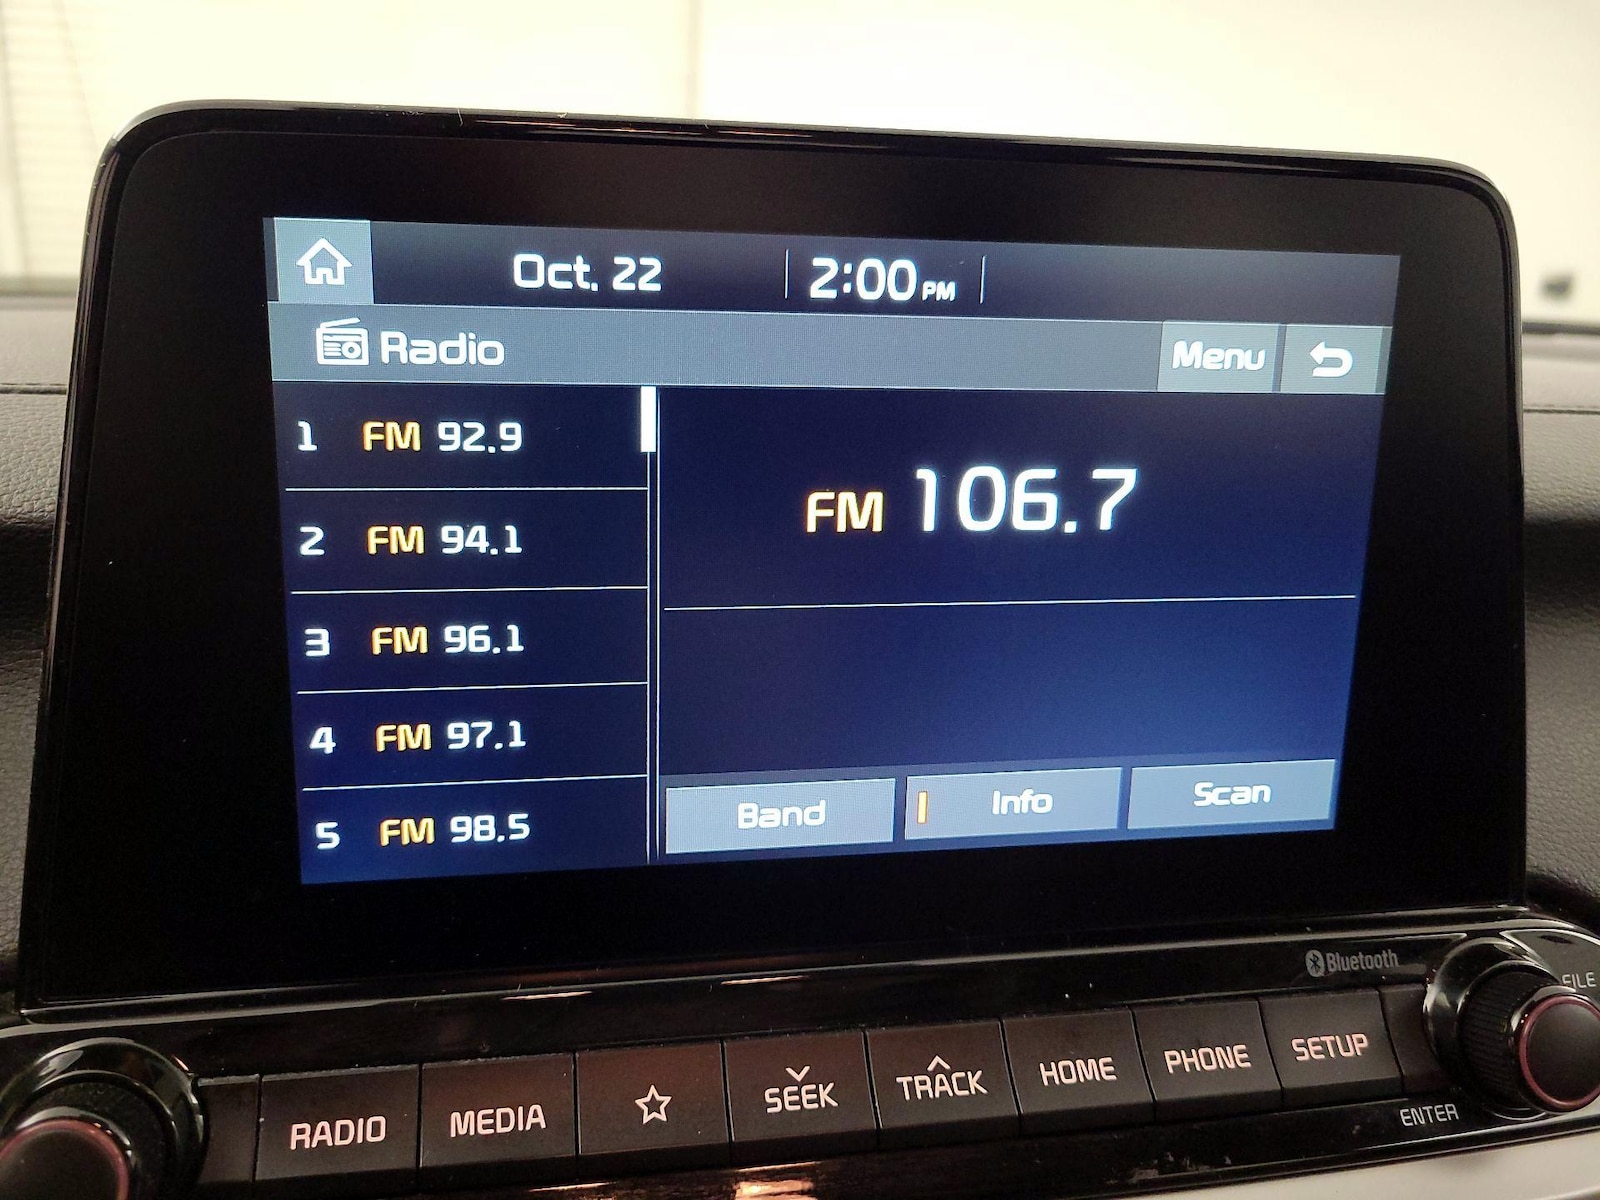 Oct. 22 2:00 PM
Radio Menu
1 FM 92.9
2 FM 94.1
3 FM 96.1
4 FM 97.1
5 FM 98.5
FM 106.7
Band Info Scan
Bluetooth
FILE
RADIO MEDIA SEEK TRACK HOME PHONE SETUP
ENTER